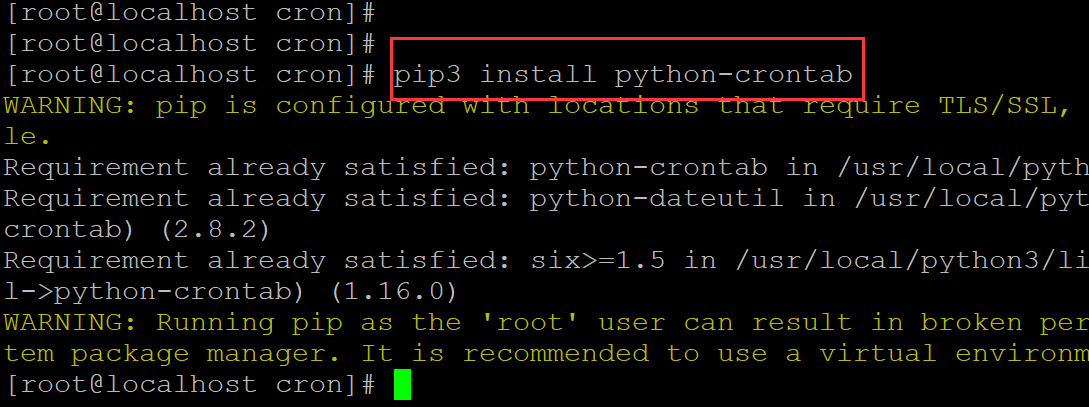 [root@localhost cron]#
[root@localhost cron]#
[root@localhost cron]# pip3 install python-crontab
WARNING: pip is configured with locations that require TLS/SSL,
le.
Requirement already satisfied: python-crontab in /usr/local/pyth
Requirement already satisfied: python-dateutil in /usr/local/pyt
crontab) (2.8.2)
Requirement already satisfied: six>=1.5 in /usr/local/python3/li
l->python-crontab) (1.16.0)
WARNING: Running pip as the 'root' user can result in broken per
tem package manager. It is recommended to use a virtual environm
[root@localhost cron]#